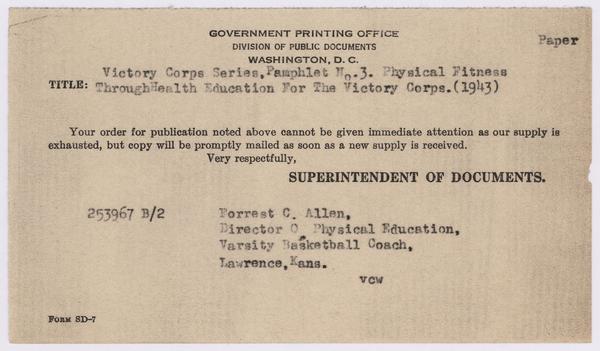 GOVERNMENT PRINTING OFFICE
DIVISION OF PUBLIC DOCUMENTS
WASHINGTON, D. C.
Paper
TITLE: Victory Corps Series,Pamphlet No.3. Physical Fitness
ThroughHealth Education For The Victory Corps.(1943)
Your order for publication noted above cannot be given immediate attention as our supply is
exhausted, but copy will be promptly mailed as soon as a new supply is received.
Very respectfully,
SUPERINTENDENT OF DOCUMENTS.
253967 B/2
Forrest C. Allen,
Director O. Physical Education,
Varsity Basketball Coach,
Lawrence,Kans.
vcw
FORM SD-7